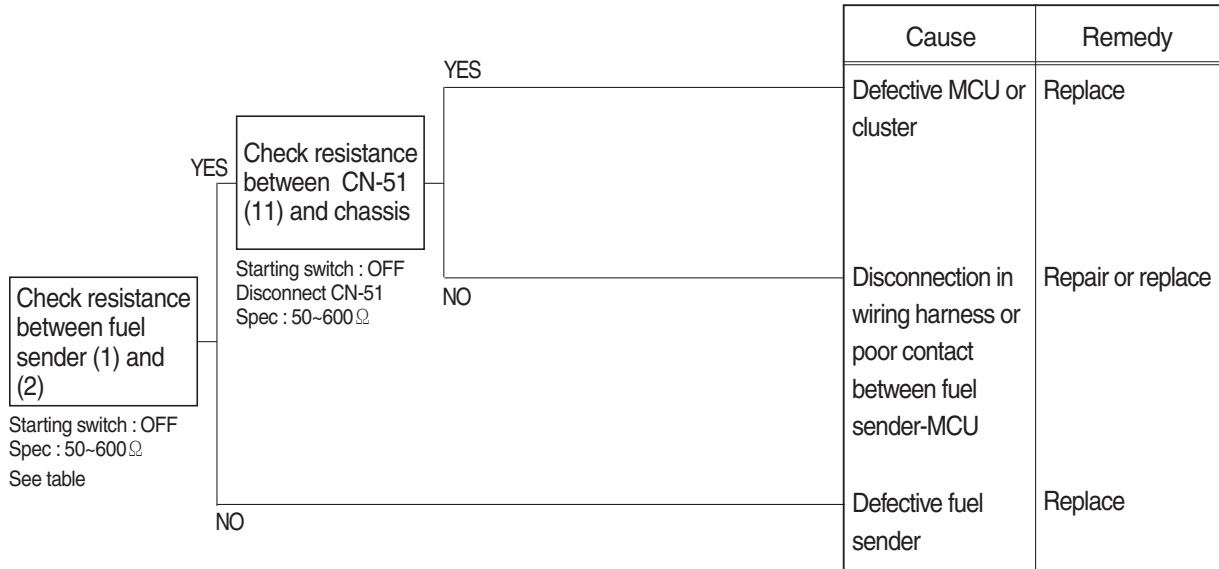 Check resistance
between fuel
sender (1) and
(2)
Starting switch : OFF
Spec : 50~600Ω
See table
YES
NO
Check resistance
between CN-51
(11) and chassis
Starting switch : OFF
Disconnect CN-51
Spec : 50~600Ω
YES
NO
Cause
Remedy
Defective MCU or
cluster
Replace
Disconnection in
wiring harness or
poor contact
between fuel
sender-MCU
Repair or replace
Defective fuel
sender
Replace